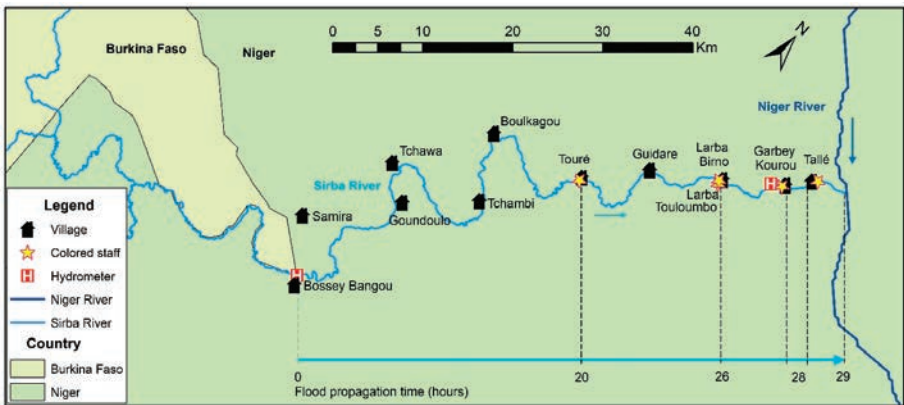 Burkina Faso
Niger
0 5 10 20 30 40
Km
N
Niger River
Boulkagou
Tchawa
Touré
Guidare
Larba
Birno
Garbey
Kourou
Tallé
Sirba River
Samira
Goundoulo
Tchambi
Larba
Touloumbo
Bossey Bangou
Legend
Village
Colored staff
H Hydrometer
Niger River
Sirba River
Country
Burkina Faso
Niger
H
H
0 20 26 28 29
Flood propagation time (hours)